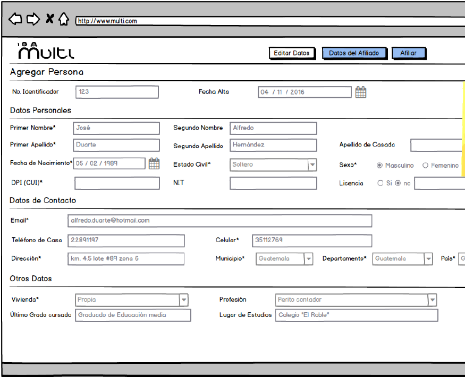 http://www.multi.com
multi Editar Datos Datos del Afiliado Afiliar
Agregar Persona
No. Identificador 123 Fecha Alta 04 / 11 / 2016
Datos Personales
Primer Nombre* José Segundo Nombre Alfredo
Primer Apellido* Duarte Segundo Apellido Hernández Apellido de Casada
Fecha de Nacimiento* 05 / 02 / 1989 Estado Civil* Soltero Sexo* Masculino Femenino
DPI (CUI)* NIT Licencia Si no
Datos de Contacto
Email* alfredo.duarte@hotmail.com
Teléfono de Casa 22891197 Celular* 35112769
Dirección* km. 4.5 lote #89 zona 6 Municipio* Guatemala Departamento* Guatemala País* G
Otros Datos
Vivienda* Propia Profesión Perito contador
Último Grado cursado Graduado de Educación media Lugar de Estudios Colegio "El Roble"